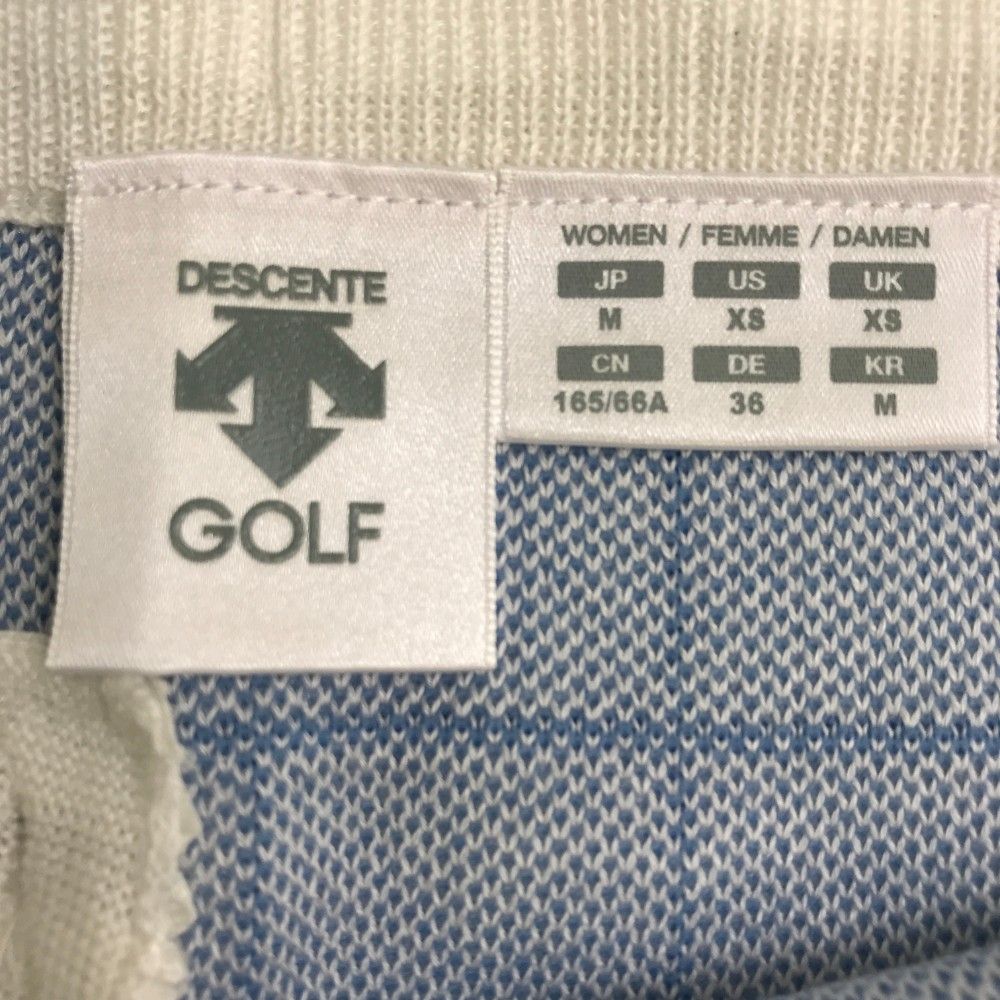 DESCENTE
GOLF
WOMEN / FEMME / DAMEN
JP US UK
M XS XS
CN DE KR
165/66A 36 M